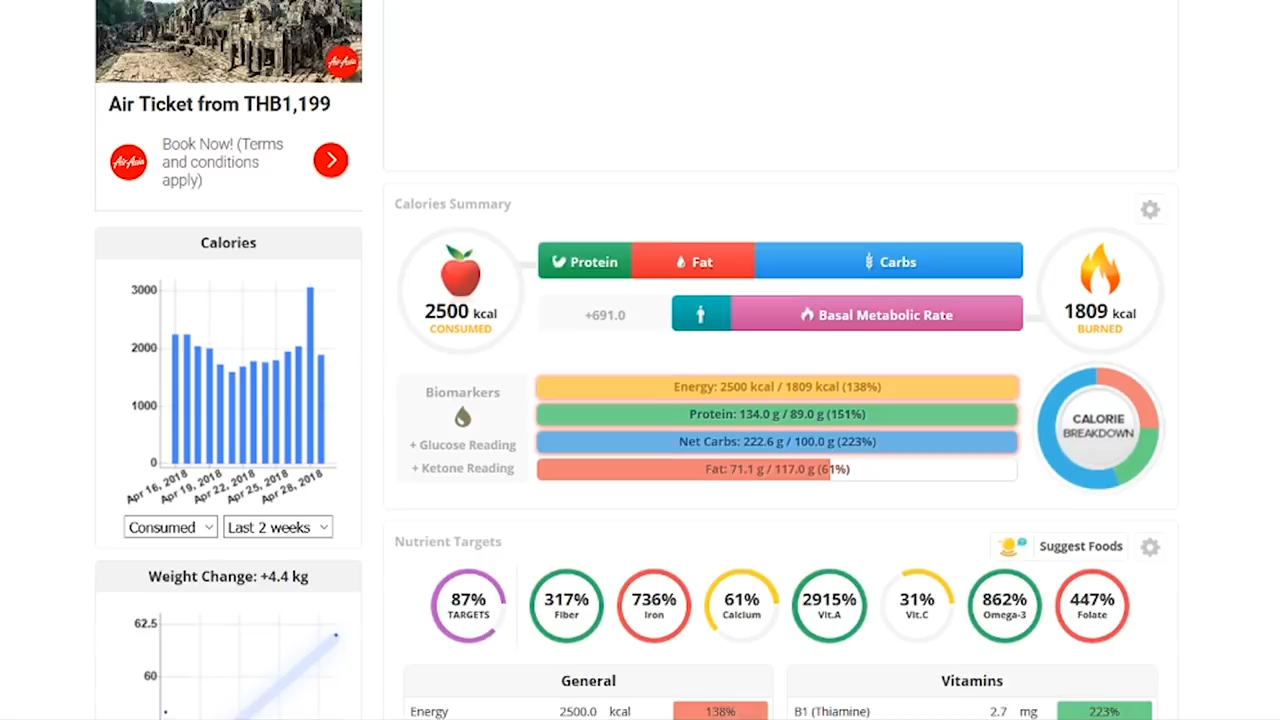 AirAsia
Air Ticket from THB1,199
AirAsia
Book Now! (Terms
and conditions
apply)
Calories
3000
2000
1000
0
Apr 16, 2018
Apr 19, 2018
Apr 22, 2018
Apr 25, 2018
Apr 28, 2018
Consumed
Last 2 weeks
Weight Change: +4.4 kg
62.5
60
Calories Summary
2500 kcal
CONSUMED
Protein
Fat
Carbs
+691.0
Basal Metabolic Rate
1809 kcal
BURNED
Biomarkers
+ Glucose Reading
+ Ketone Reading
Energy: 2500 kcal / 1809 kcal (138%)
Protein: 134.0 g / 89.0 g (151%)
Net Carbs: 222.6 g / 100.0 g (223%)
Fat: 71.1 g / 117.0 g (61%)
CALORIE
BREAKDOWN
Nutrient Targets
Suggest Foods
87%
TARGETS
317%
Fiber
736%
Iron
61%
Calcium
2915%
Vit.A
31%
Vit.C
862%
Omega-3
447%
Folate
General
Energy 2500.0 kcal 138%
Vitamins
B1 (Thiamine) 2.7 mg 223%